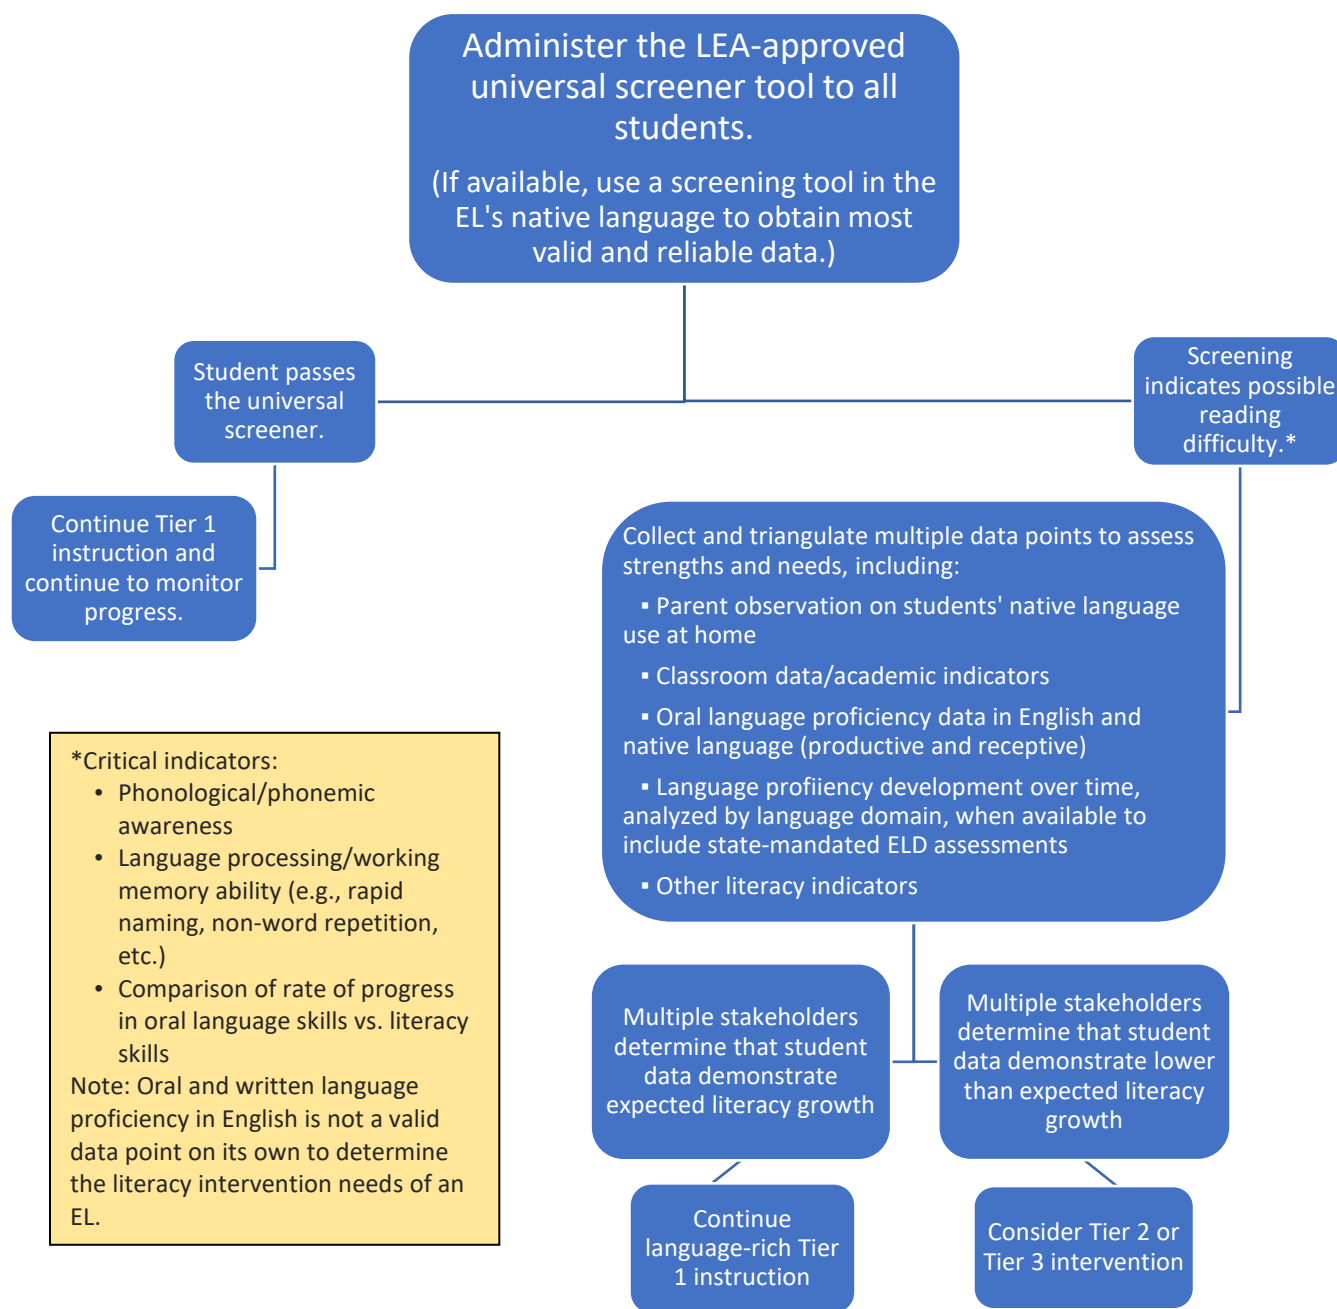 Administer the LEA-approved
universal screener tool to all
students.
(If available, use a screening tool in the
EL's native language to obtain most
valid and reliable data.)
Student passes
the universal
screener.
Screening
indicates possible
reading
difficulty.*
Continue Tier 1
instruction and
continue to monitor
progress.
Collect and triangulate multiple data points to assess
strengths and needs, including:
▪ Parent observation on students' native language
use at home
▪ Classroom data/academic indicators
▪ Oral language proficiency data in English and
native language (productive and receptive)
▪ Language profiiency development over time,
analyzed by language domain, when available to
include state-mandated ELD assessments
▪ Other literacy indicators
*Critical indicators:
• Phonological/phonemic
awareness
• Language processing/working
memory ability (e.g., rapid
naming, non-word repetition,
etc.)
• Comparison of rate of progress
in oral language skills vs. literacy
skills
Note: Oral and written language
proficiency in English is not a valid
data point on its own to determine
the literacy intervention needs of an
EL.
Multiple stakeholders
determine that student
data demonstrate
expected literacy growth
Multiple stakeholders
determine that student
data demonstrate lower
than expected literacy
growth
Continue
language-rich Tier
1 instruction
Consider Tier 2 or
Tier 3 intervention